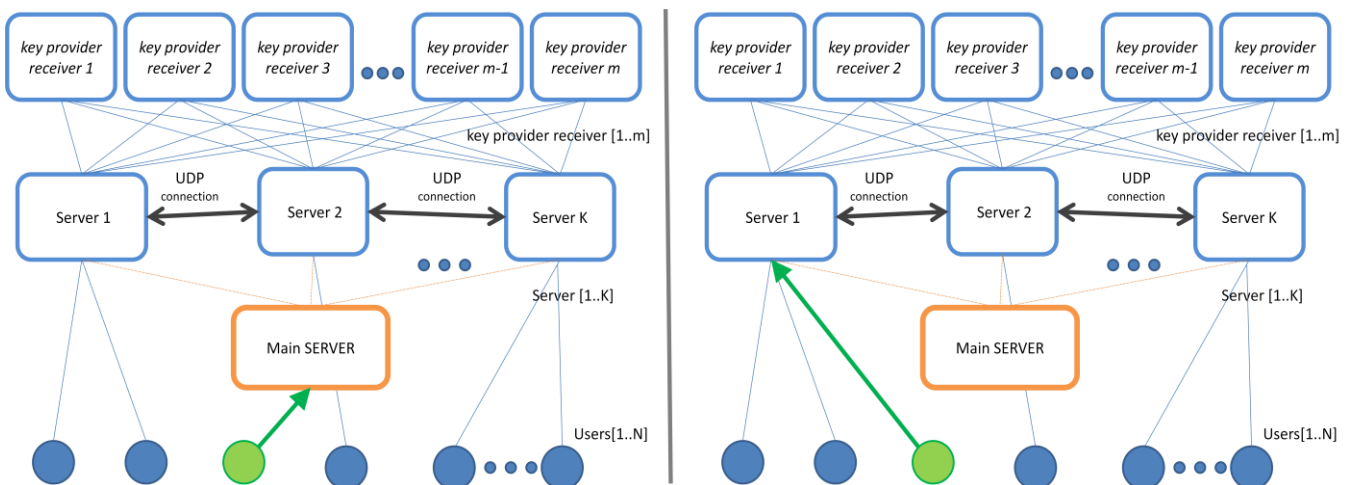 key provider
receiver 1
key provider
receiver 2
key provider
receiver 3
key provider
receiver m-1
key provider
receiver m
key provider receiver [1..m]
UDP
connection
UDP
connection
Server 1
Server 2
Server K
Server [1..K]
Main SERVER
Users[1..N]
key provider
receiver 1
key provider
receiver 2
key provider
receiver 3
key provider
receiver m-1
key provider
receiver m
key provider receiver [1..m]
UDP
connection
UDP
connection
Server 1
Server 2
Server K
Server [1..K]
Main SERVER
Users[1..N]